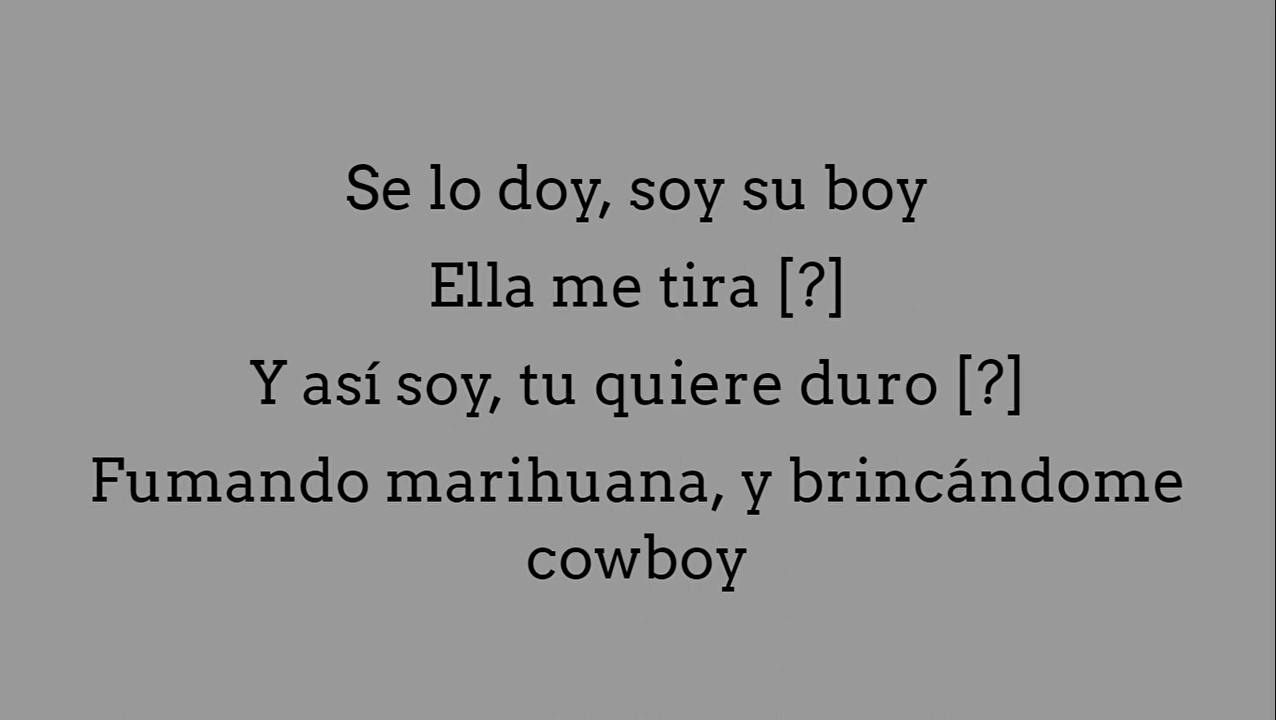 Se lo doy, soy su boy
Ella me tira [?]
Y así soy, tu quiere duro [?]
Fumando marihuana, y brincándome
cowboy